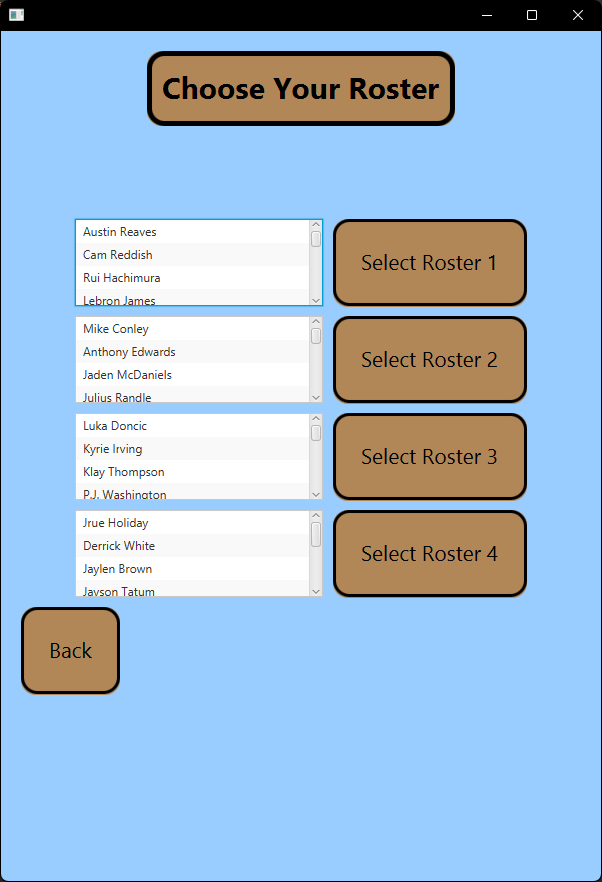 Choose Your Roster
Austin Reaves
Cam Reddish
Rui Hachimura
Lebron James
Select Roster 1
Mike Conley
Anthony Edwards
Jaden McDaniels
Julius Randle
Select Roster 2
Luka Doncic
Kyrie Irving
Klay Thompson
P.J. Washington
Select Roster 3
Jrue Holiday
Derrick White
Jaylen Brown
Jayson Tatum
Select Roster 4
Back